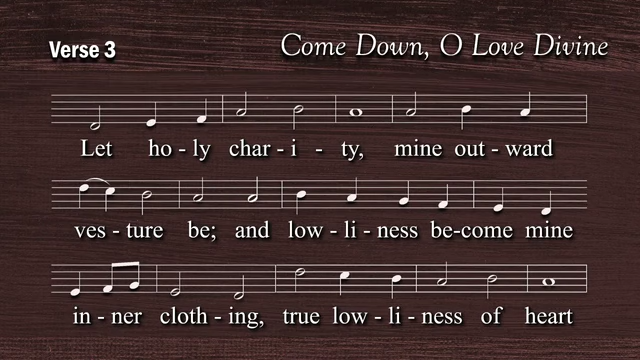 Verse 3
Come Down, O Love Divine
Let ho - ly char - i - ty, mine out - ward
ves - ture be; and low - li - ness be-come mine
in - ner cloth - ing, true low - li - ness of heart